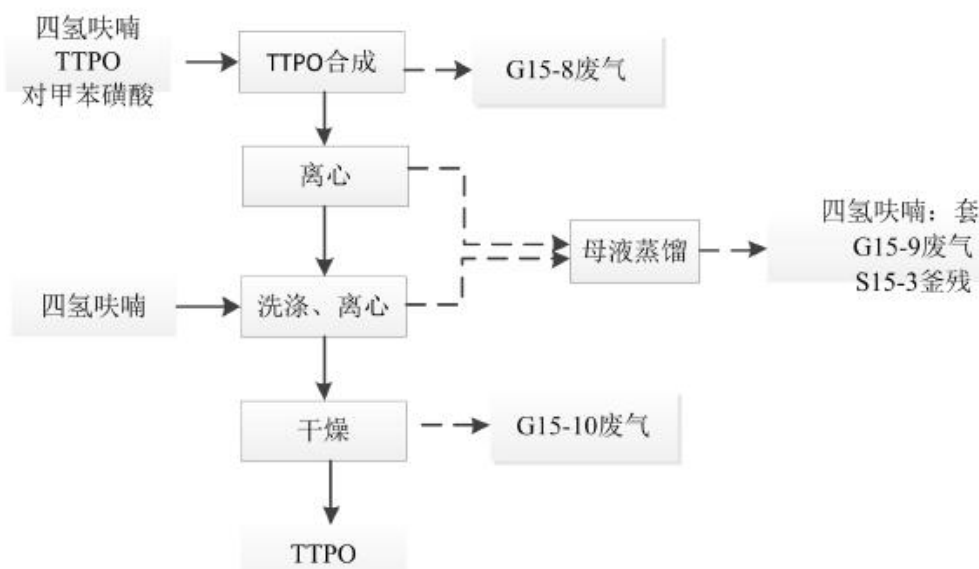 四氢呋喃
TTPO
对甲苯磺酸
TTPO合成
G15-8废气
离心
四氢呋喃：套
G15-9废气
S15-3釜残
母液蒸馏
四氢呋喃
洗涤、离心
干燥
G15-10废气
TTPO